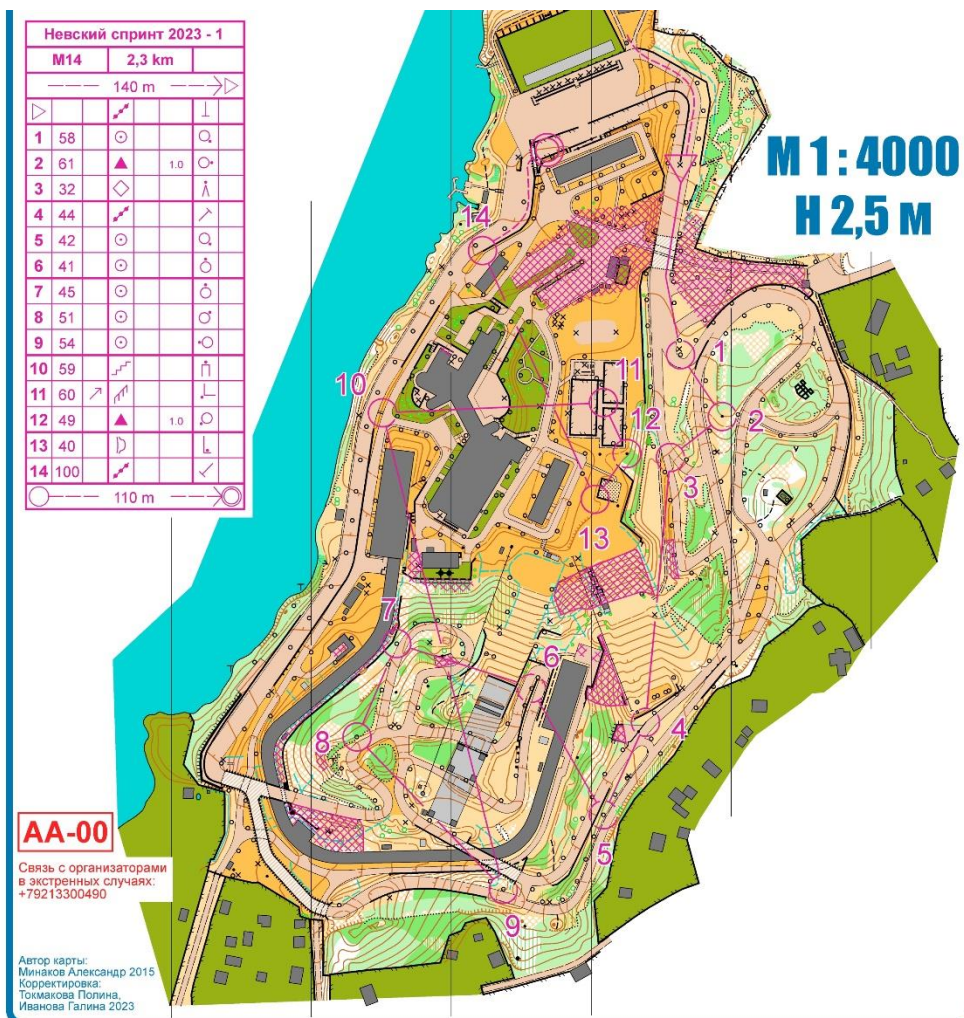 Невский спринт 2023 - 1
M14 2,3 km
140 m
1 58
2 61 1.0
3 32
4 44
5 42
6 41
7 45
8 51
9 54
10 59
11 60
12 49 1.0
13 40
14 100
110 m
М 1:4000
Н 2,5 м
14
1
10
11
2
12
3
13
7
6
4
8
5
9
АА-00
Связь с организаторами
в экстренных случаях:
+79213300490
Автор карты:
Минаков Александр 2015
Корректировка:
Токмакова Полина,
Иванова Галина 2023